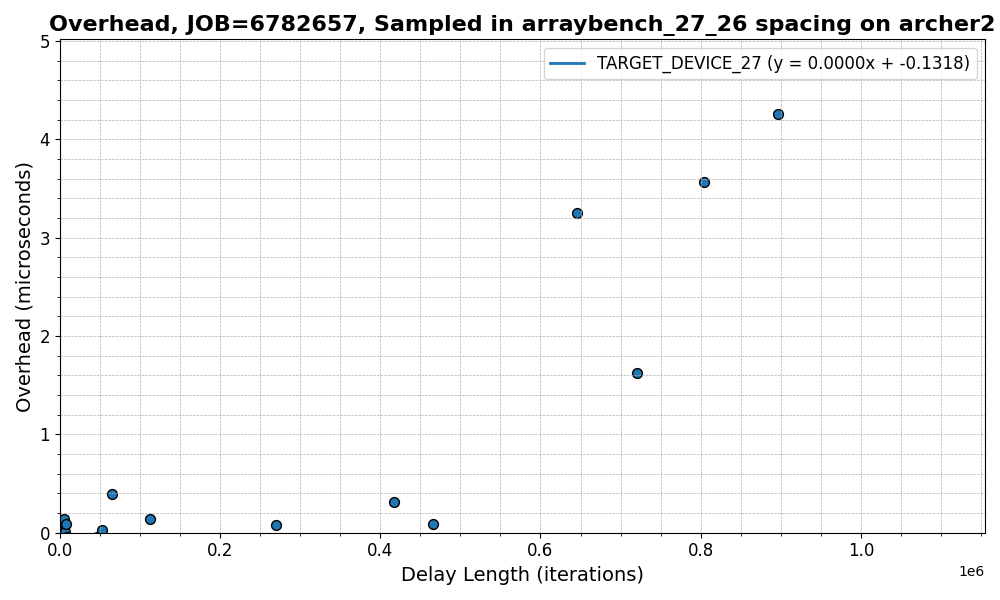 Overhead, JOB=6782657, Sampled in arraybench_27_26 spacing on archer2
TARGET_DEVICE_27 (y = 0.0000x + -0.1318)
Overhead (microseconds)
5
4
3
2
1
0
0.0 0.2 0.4 0.6 0.8 1.0
1e6
Delay Length (iterations)